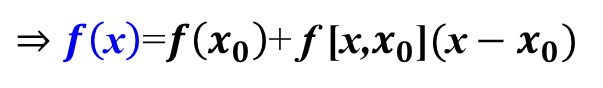 ⇒ f(x)=f(x₀)+f[x,x₀](x − x₀)